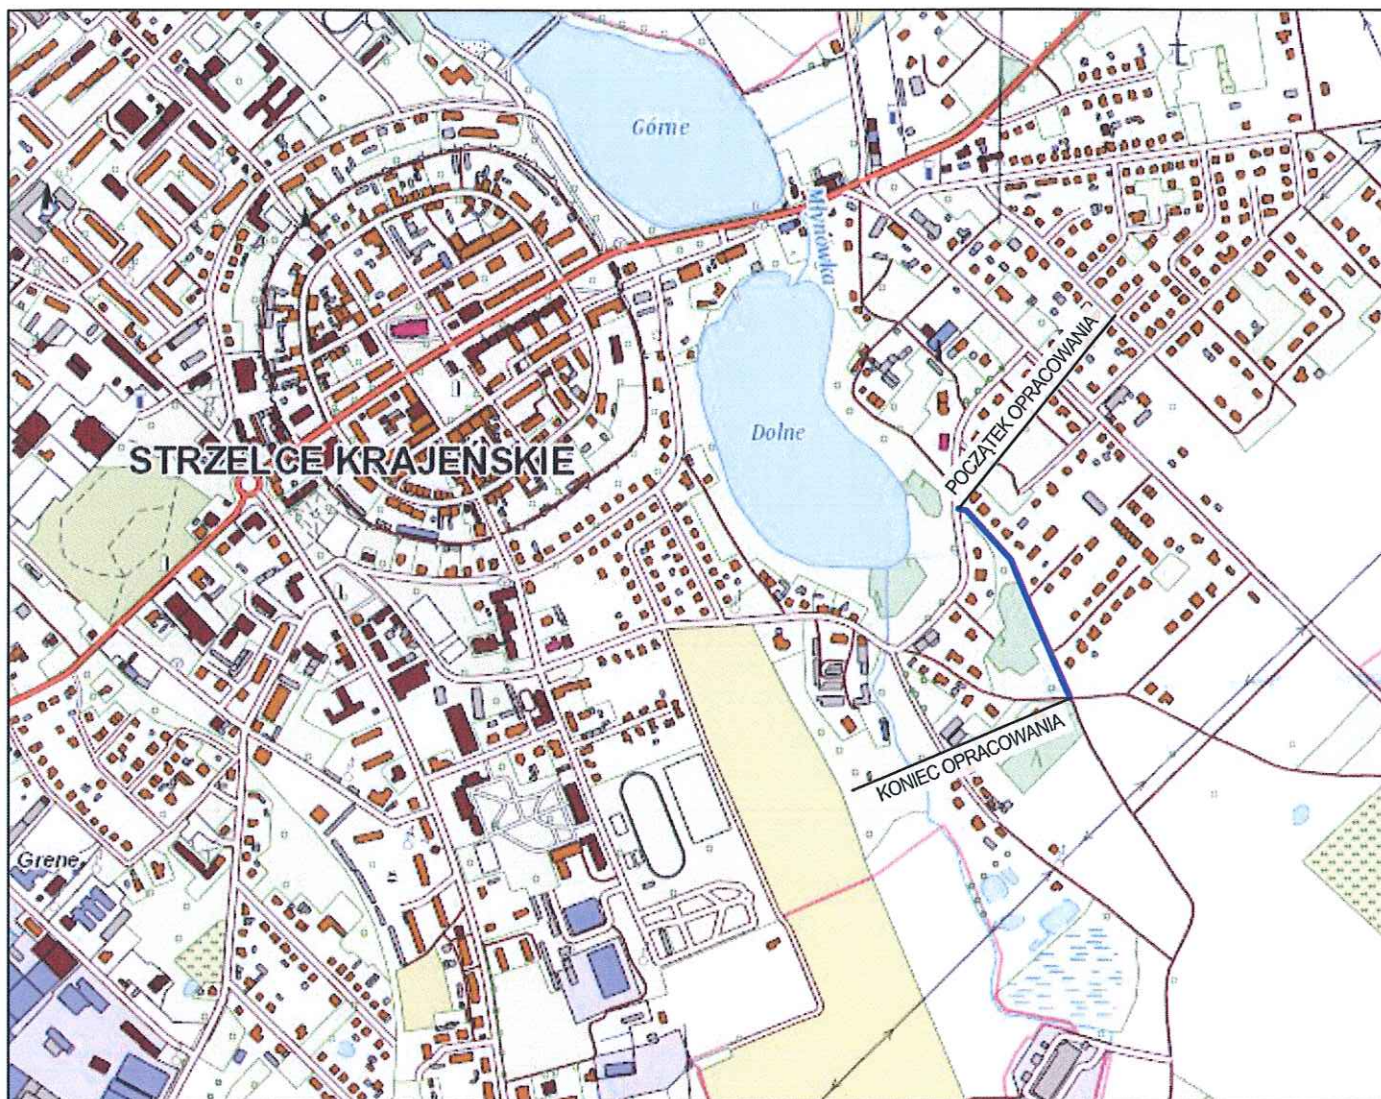 Górne
Młynówka
Dolne
STRZELCE KRAJEŃSKIE
POCZĄTEK OPRACOWANIA
KONIEC OPRACOWANIA
Grene